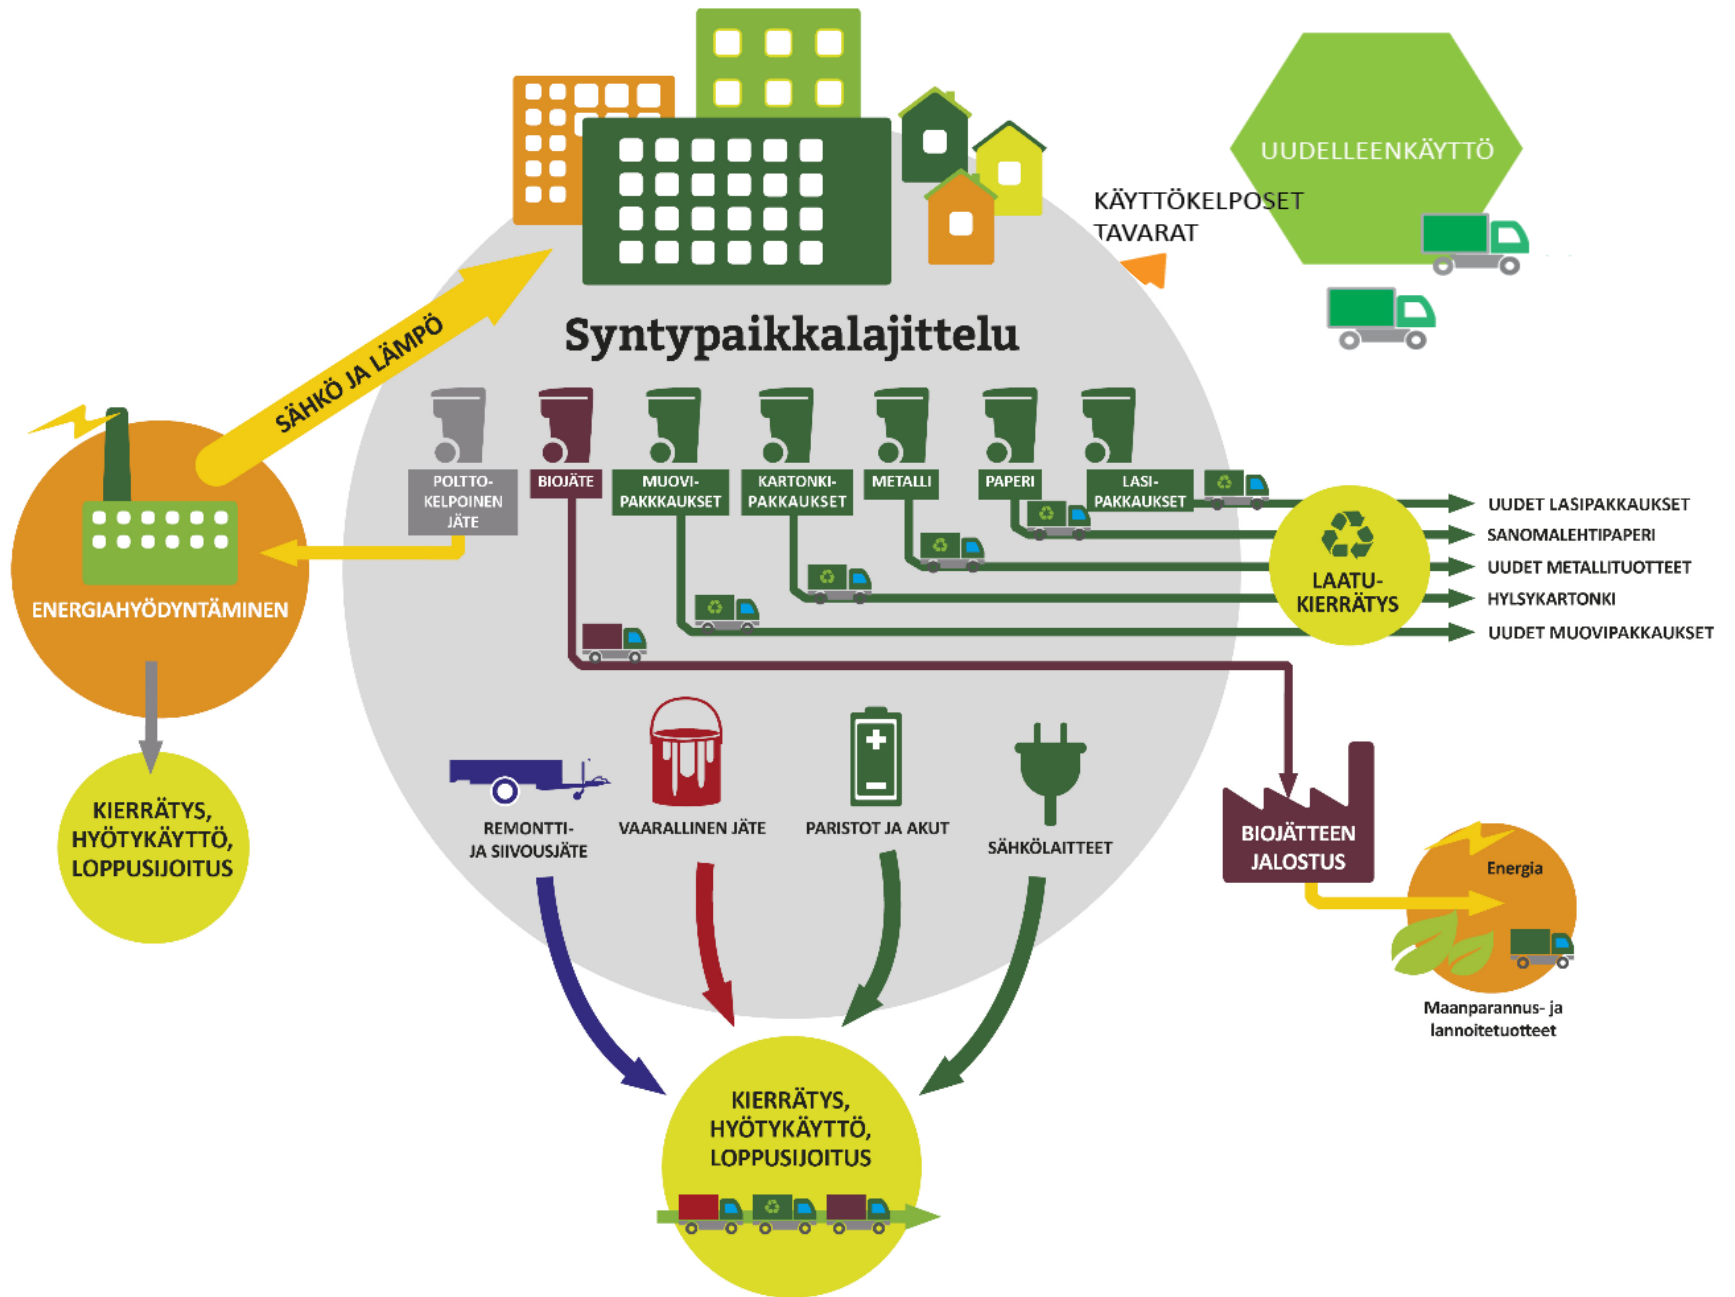 UUDELLEENKÄYTTÖ
KÄYTTÖKELPOSET
TAVARAT
Syntypaikkalajittelu
SÄHKÖ JA LÄMPÖ
POLTTO-
KELPOINEN
JÄTE
BIOJÄTE
MUOVI-
PAKKKAUKSET
KARTONKI-
PAKKAUKSET
METALLI
PAPERI
LASI-
PAKKAUKSET
UUDET LASIPAKKAUKSET
SANOMALEHTIPAPERI
UUDET METALLITUOTTEET
HYLSYKARTONKI
UUDET MUOVIPAKKAUKSET
LAATU-
KIERRÄTYS
ENERGIAHYÖDYNTÄMINEN
KIERRÄTYS,
HYÖTYKÄYTTÖ,
LOPPUSIJOITUS
REMONTTI-
JA SIIVOUSJÄTE
VAARALLINEN JÄTE
PARISTOT JA AKUT
SÄHKÖLAITTEET
BIOJÄTTEEN
JALOSTUS
Energia
Maanparannus- ja
lannoitetuotteet
KIERRÄTYS,
HYÖTYKÄYTTÖ,
LOPPUSIJOITUS